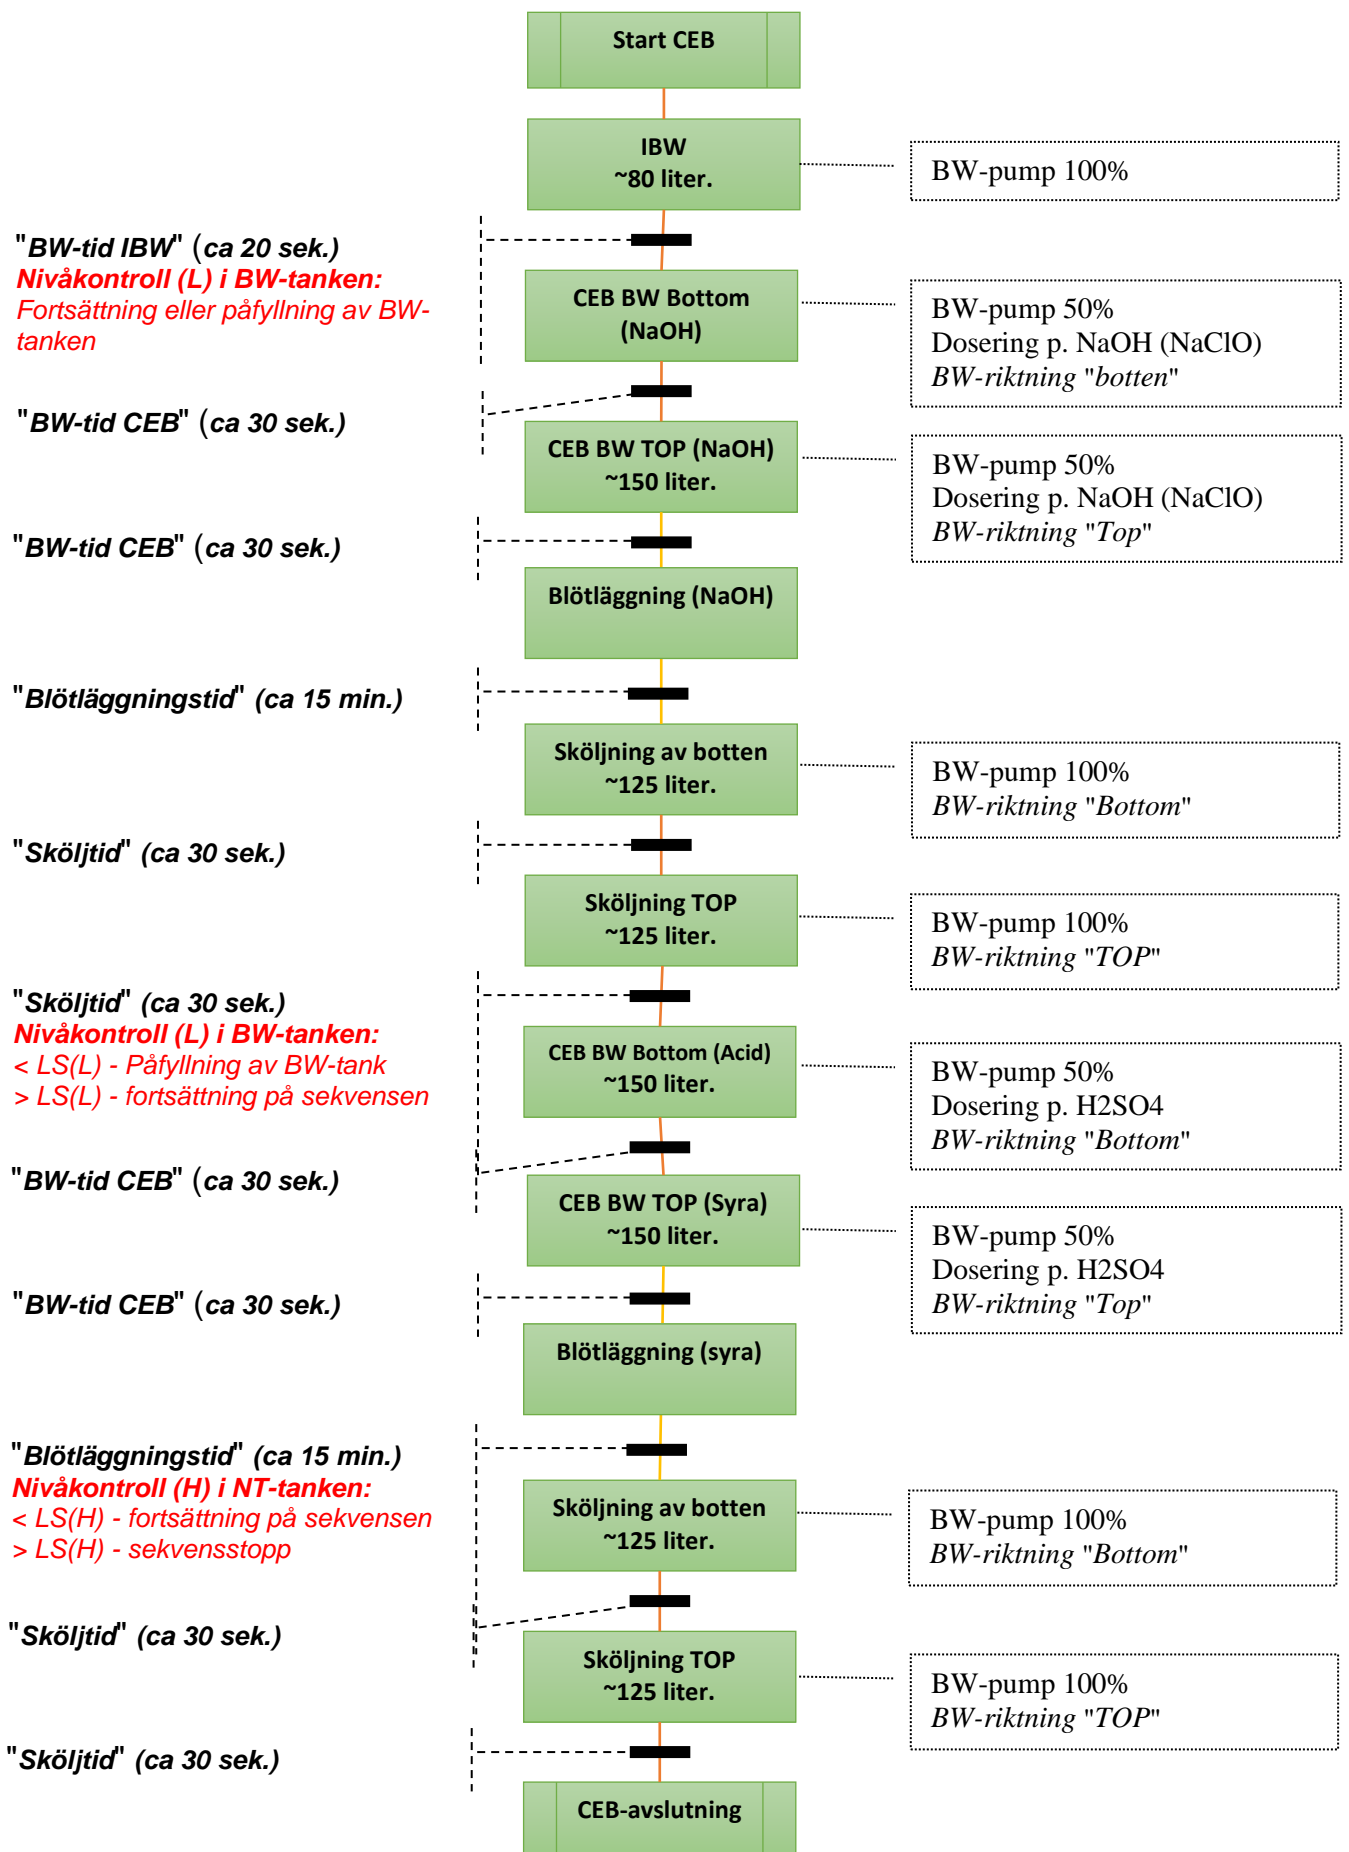 Start CEB
IBW
~80 liter.
BW-pump 100%
"BW-tid IBW" (ca 20 sek.)
Nivåkontroll (L) i BW-tanken:
Fortsättning eller påfyllning av BW-
tanken
CEB BW Bottom
(NaOH)
BW-pump 50%
Dosering p. NaOH (NaClO)
BW-riktning "botten"
"BW-tid CEB" (ca 30 sek.)
CEB BW TOP (NaOH)
~150 liter.
BW-pump 50%
Dosering p. NaOH (NaClO)
BW-riktning "Top"
"BW-tid CEB" (ca 30 sek.)
Blötläggning (NaOH)
"Blötläggningstid" (ca 15 min.)
Sköljning av botten
~125 liter.
BW-pump 100%
BW-riktning "Bottom"
"Sköljtid" (ca 30 sek.)
Sköljning TOP
~125 liter.
BW-pump 100%
BW-riktning "TOP"
"Sköljtid" (ca 30 sek.)
Nivåkontroll (L) i BW-tanken:
< LS(L) - Påfyllning av BW-tank
> LS(L) - fortsättning på sekvensen
CEB BW Bottom (Acid)
~150 liter.
BW-pump 50%
Dosering p. H2SO4
BW-riktning "Bottom"
"BW-tid CEB" (ca 30 sek.)
CEB BW TOP (Syra)
~150 liter.
BW-pump 50%
Dosering p. H2SO4
BW-riktning "Top"
"BW-tid CEB" (ca 30 sek.)
Blötläggning (syra)
"Blötläggningstid" (ca 15 min.)
Nivåkontroll (H) i NT-tanken:
< LS(H) - fortsättning på sekvensen
> LS(H) - sekvensstopp
Sköljning av botten
~125 liter.
BW-pump 100%
BW-riktning "Bottom"
"Sköljtid" (ca 30 sek.)
Sköljning TOP
~125 liter.
BW-pump 100%
BW-riktning "TOP"
"Sköljtid" (ca 30 sek.)
CEB-avslutning